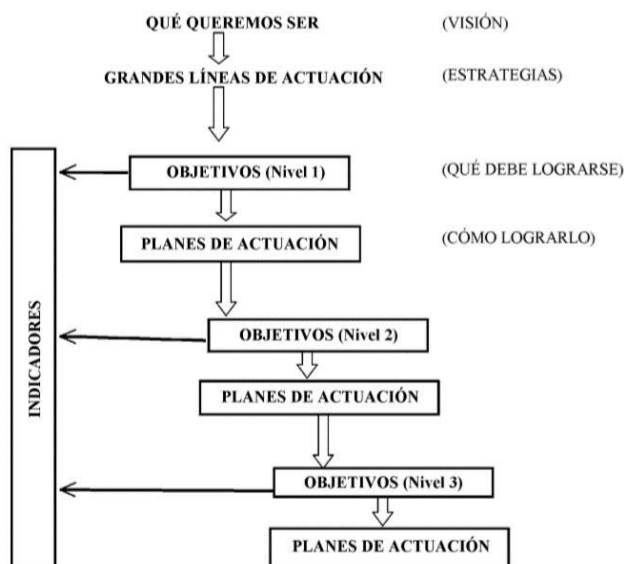 QUÉ QUEREMOS SER (VISIÓN)
GRANDES LÍNEAS DE ACTUACIÓN (ESTRATEGIAS)
OBJETIVOS (Nivel 1) (QUÉ DEBE LOGRARSE)
PLANES DE ACTUACIÓN (CÓMO LOGRARLO)
OBJETIVOS (Nivel 2)
INDICADORES
PLANES DE ACTUACIÓN
OBJETIVOS (Nivel 3)
PLANES DE ACTUACIÓN